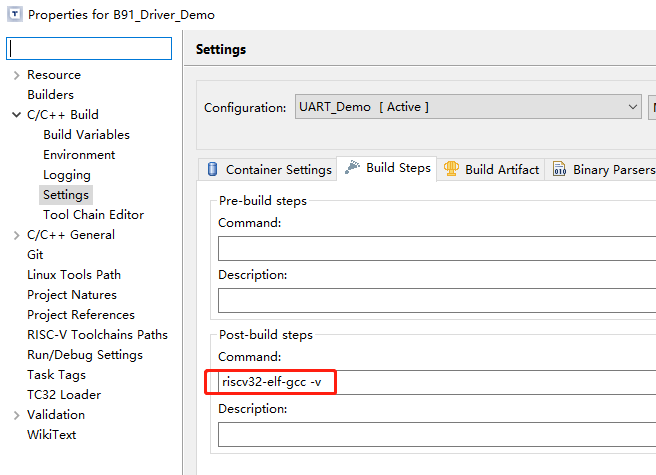 Properties for B91_Driver_Demo
Resource
Builders
C/C++ Build
Build Variables
Environment
Logging
Settings
Tool Chain Editor
C/C++ General
Git
Linux Tools Path
Project Natures
Project References
RISC-V Toolchains Paths
Run/Debug Settings
Task Tags
TC32 Loader
Validation
WikiText
Settings
Configuration: UART_Demo [ Active ]
Container Settings Build Steps Build Artifact Binary Parsers
Pre-build steps
Command:
Description:
Post-build steps
Command:
riscv32-elf-gcc -v
Description: